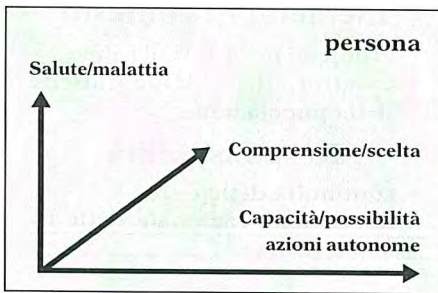 persona
Salute/malattia
Comprensione/scelta
Capacità/possibilità
azioni autonome